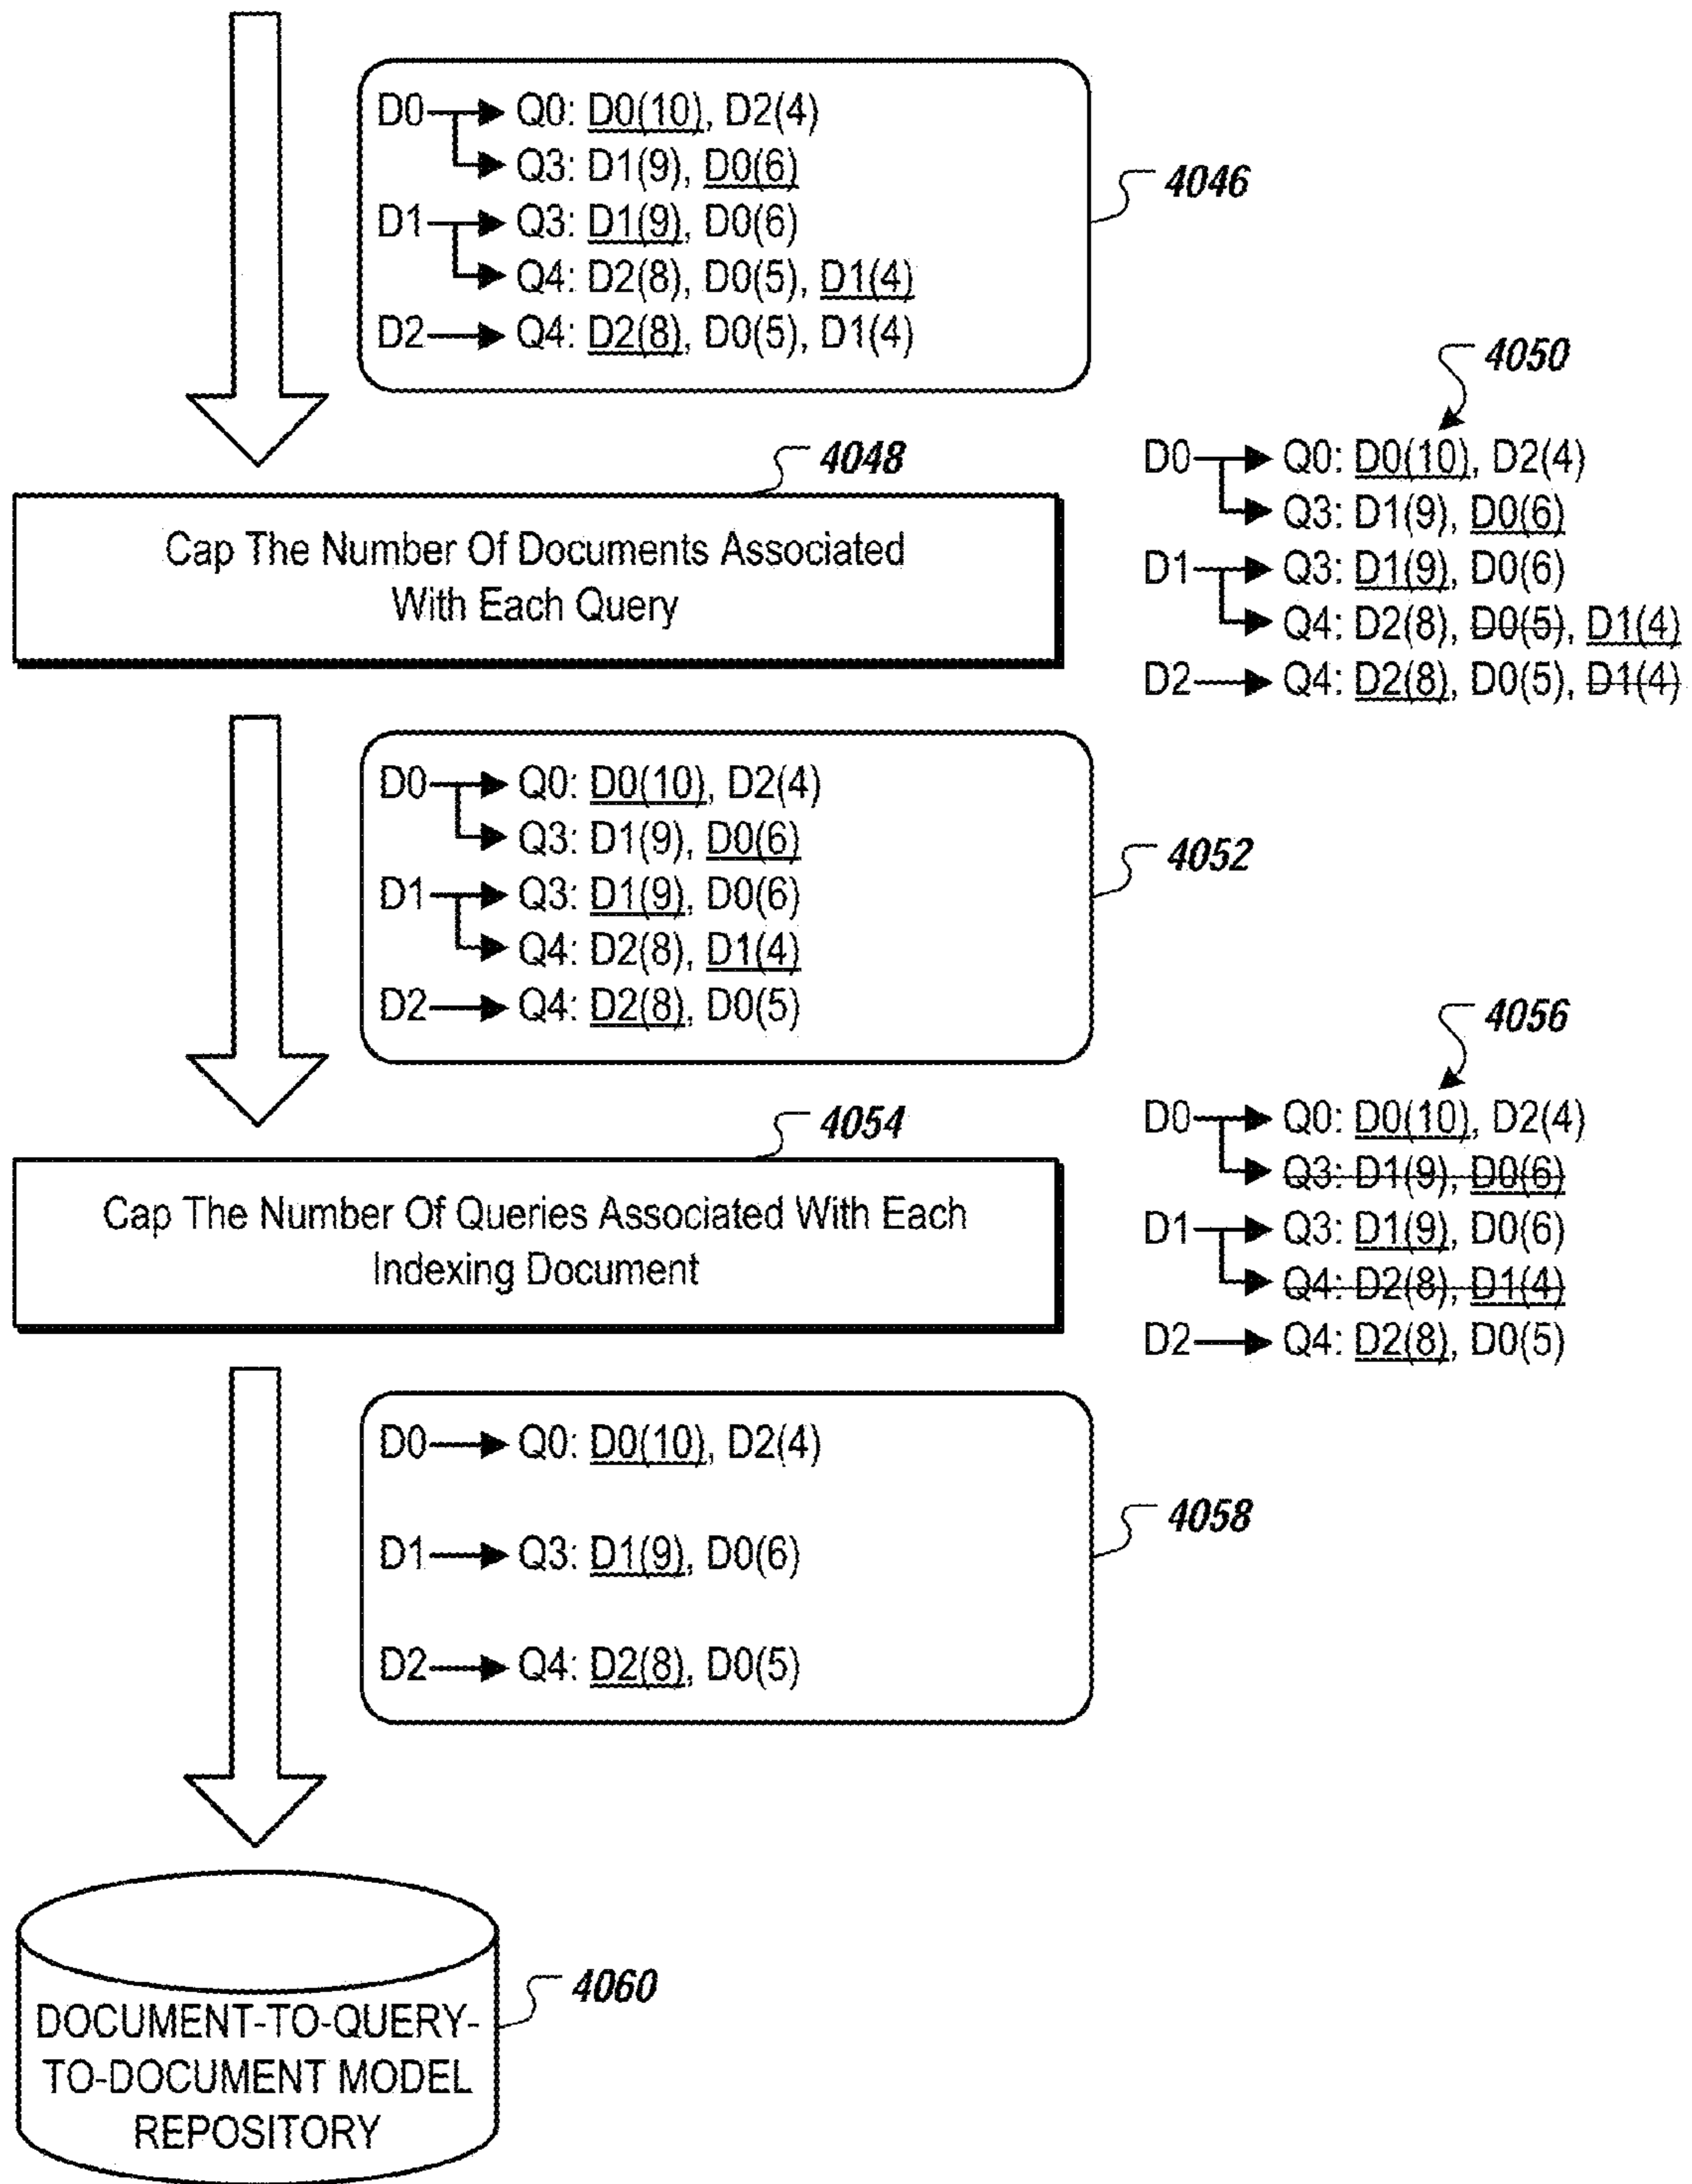 D0 Q0: D0(10), D2(4)
Q3: D1(9), D0(6)
D1 Q3: D1(9), D0(6)
Q4: D2(8), D0(5), D1(4)
D2 Q4: D2(8), D0(5), D1(4)
4046
4048
Cap The Number Of Documents Associated
With Each Query
4050
D0 Q0: D0(10), D2(4)
Q3: D1(9), D0(6)
D1 Q3: D1(9), D0(6)
Q4: D2(8), D0(5), D1(4)
D2 Q4: D2(8), D0(5), D1(4)
D0 Q0: D0(10), D2(4)
Q3: D1(9), D0(6)
D1 Q3: D1(9), D0(6)
Q4: D2(8), D1(4)
D2 Q4: D2(8), D0(5)
4052
4054
Cap The Number Of Queries Associated With Each
Indexing Document
4056
D0 Q0: D0(10), D2(4)
Q3: D1(9), D0(6)
D1 Q3: D1(9), D0(6)
Q4: D2(8), D1(4)
D2 Q4: D2(8), D0(5)
D0 Q0: D0(10), D2(4)
D1 Q3: D1(9), D0(6)
D2 Q4: D2(8), D0(5)
4058
4060
DOCUMENT-TO-QUERY-
TO-DOCUMENT MODEL
REPOSITORY